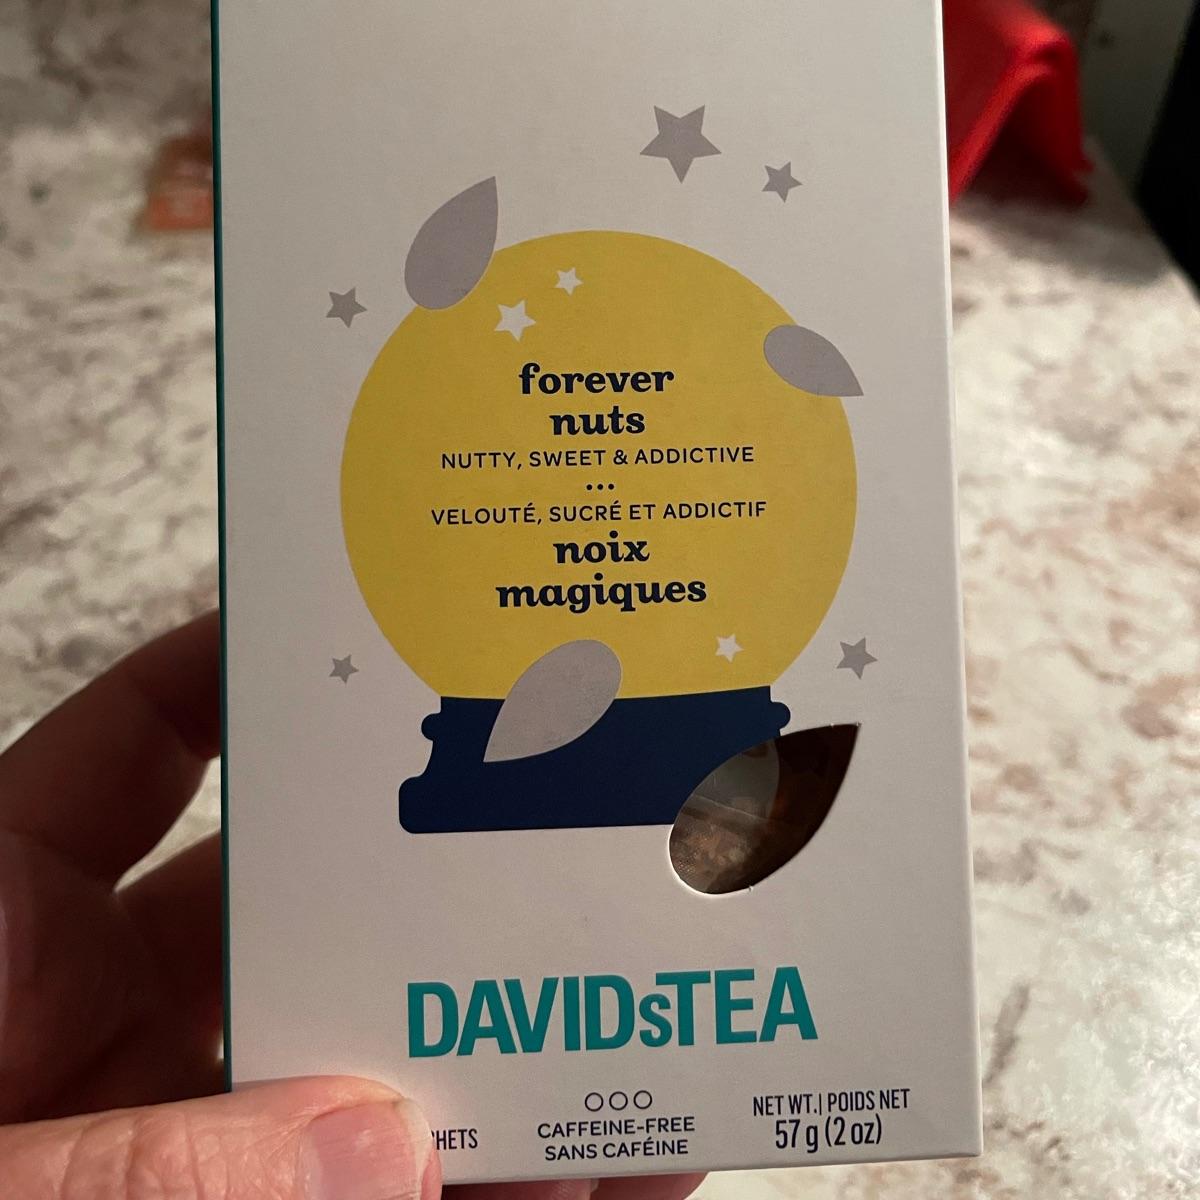 forever
nuts
NUTTY, SWEET & ADDICTIVE
•••
VELOUTÉ, SUCRÉ ET ADDICTIF
noix
magiques
DAVIDsTEA
CAFFEINE-FREE
SANS CAFÉINE
NET WT.| POIDS NET
57 g (2 oz)